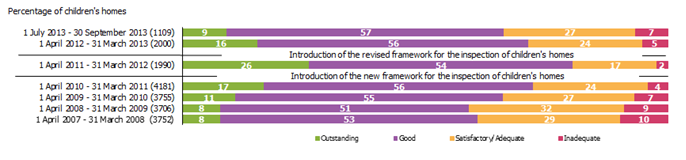 Percentage of children's homes
1 July 2013 - 30 September 2013 (1109) 9 57 27 7
1 April 2012 - 31 March 2013 (2000) 16 56 24 5
Introduction of the revised framework for the inspection of children's homes
1 April 2011 - 31 March 2012 (1990) 26 54 17 2
Introduction of the new framework for the inspection of children's homes
1 April 2010 - 31 March 2011 (4181) 17 56 24 4
1 April 2009 - 31 March 2010 (3755) 11 55 27 7
1 April 2008 - 31 March 2009 (3706) 8 51 32 9
1 April 2007 - 31 March 2008 (3752) 8 53 29 10
Outstanding Good Satisfactory/Adequate Inadequate